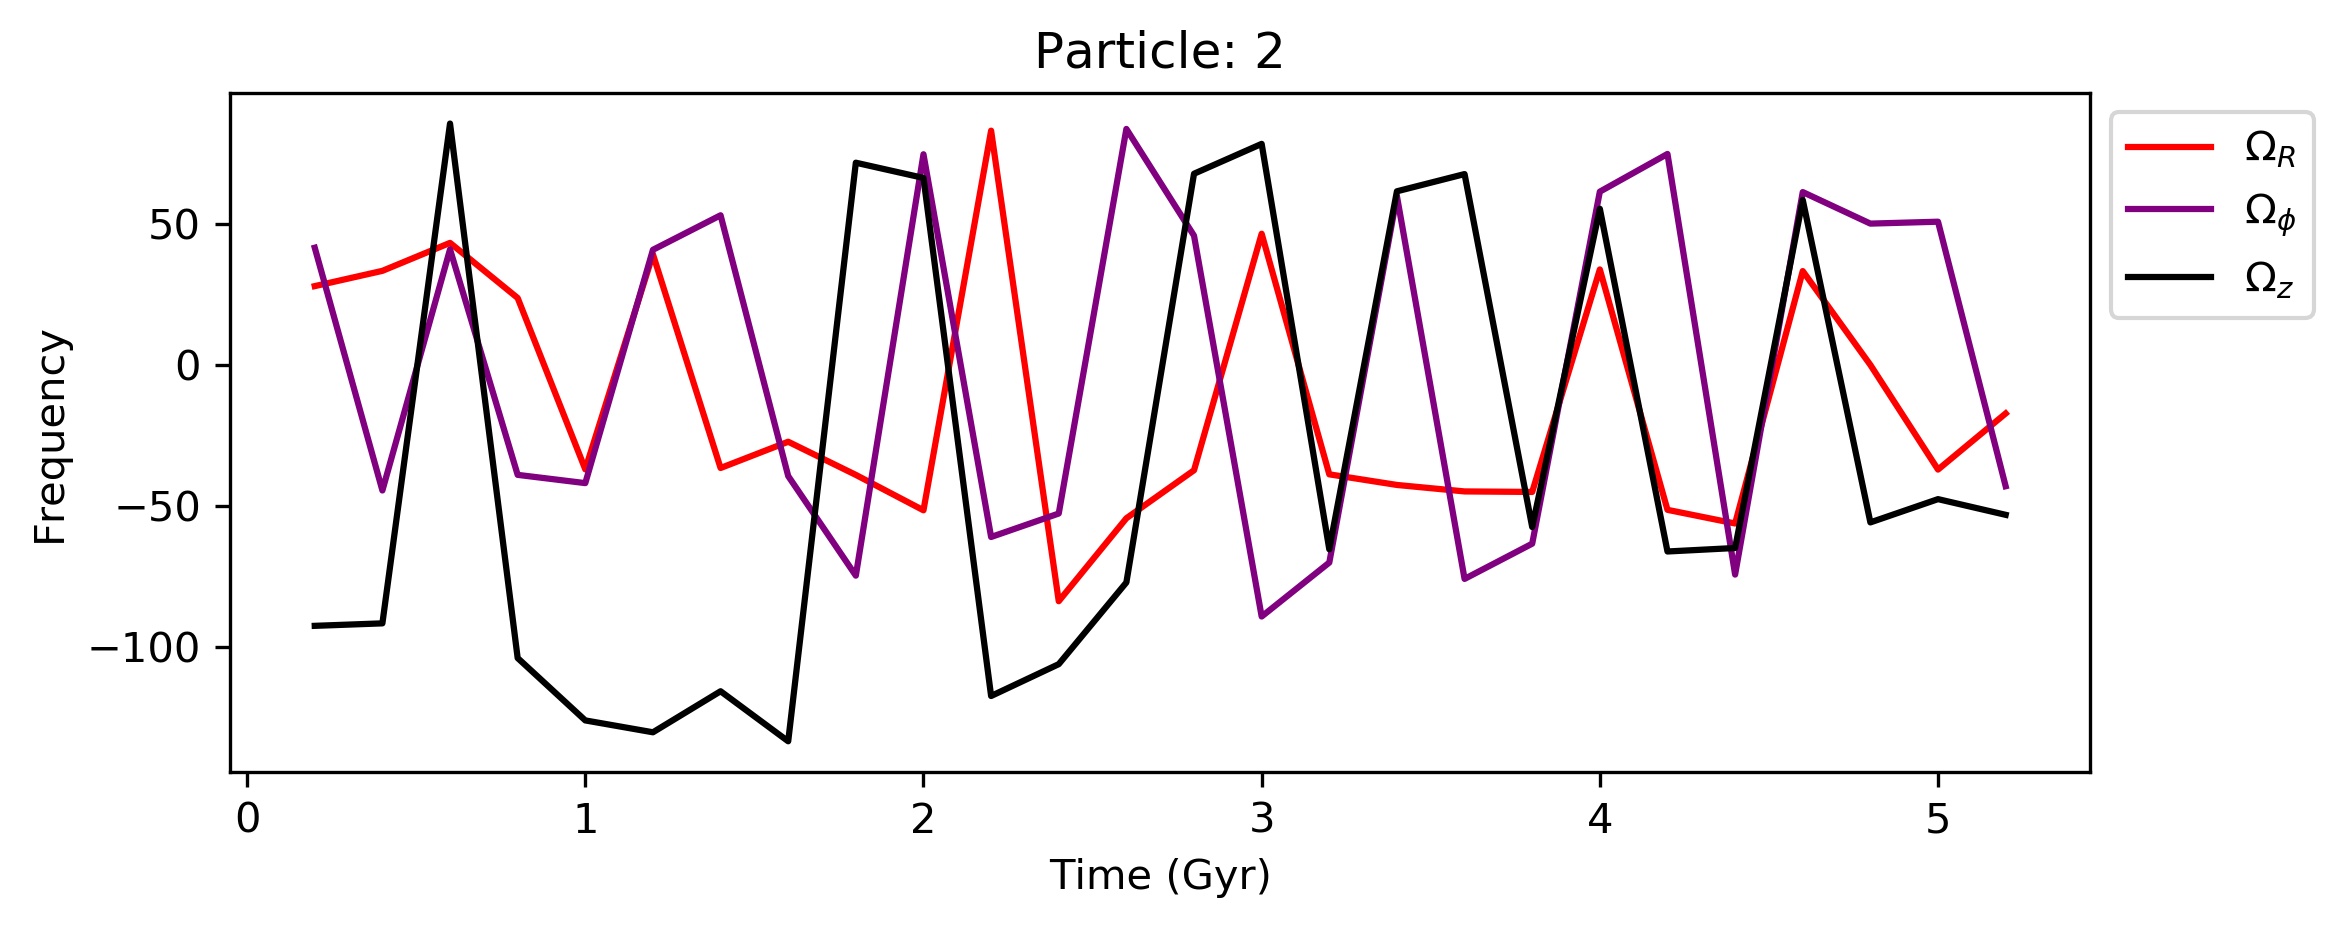 Particle: 2
Ω_R
Ω_ϕ
Ω_z
Frequency
50
0
−50
−100
0 1 2 3 4 5
Time (Gyr)